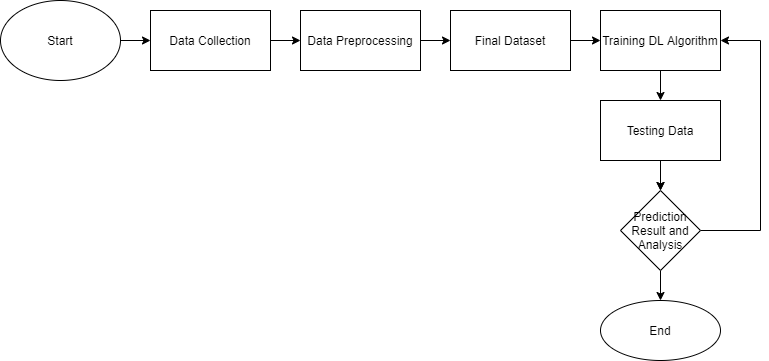 Start
Data Collection
Data Preprocessing
Final Dataset
Training DL Algorithm
Testing Data
Prediction
Result and
Analysis
End